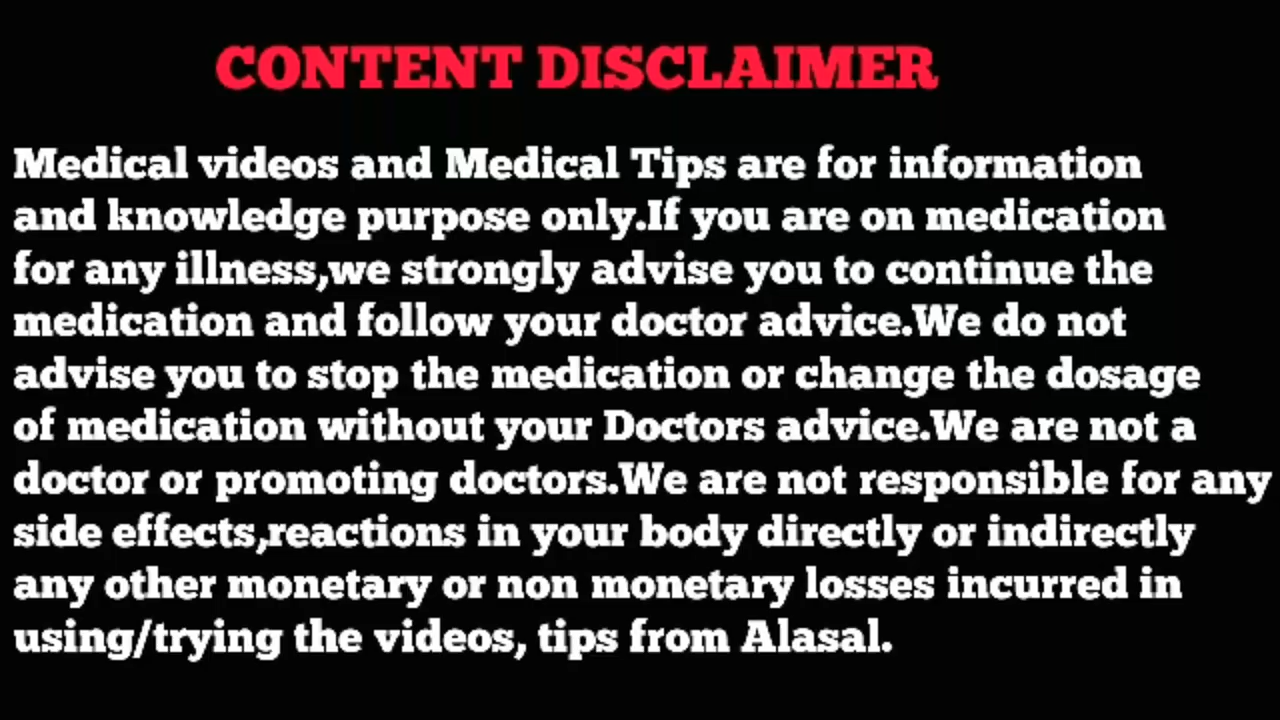 CONTENT DISCLAIMER
Medical videos and Medical Tips are for information
and knowledge purpose only.If you are on medication
for any illness,we strongly advise you to continue the
medication and follow your doctor advice.We do not
advise you to stop the medication or change the dosage
of medication without your Doctors advice.We are not a
doctor or promoting doctors.We are not responsible for any
side effects,reactions in your body directly or indirectly
any other monetary or non monetary losses incurred in
using/trying the videos, tips from Alasal.